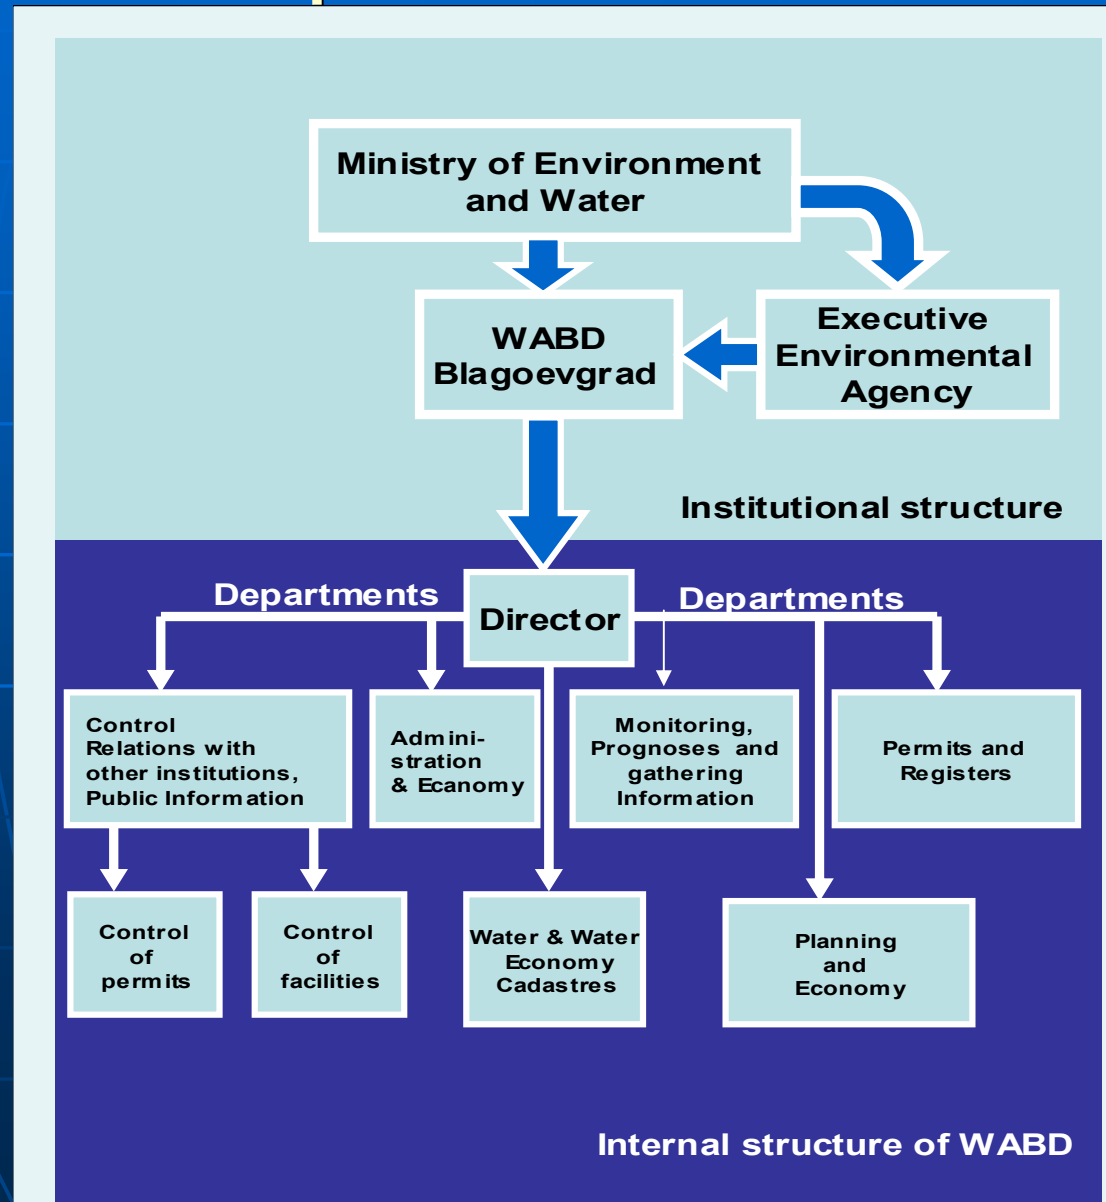 Ministry of Environment
and Water
WABD
Blagoevgrad
Executive
Environmental
Agency
Institutional structure
Departments
Director
Departments
Control
Relations with
other institutions,
Public Information
Admini-
stration
& Ecanomy
Monitoring,
Prognoses and
gathering
Information
Permits and
Registers
Control
of
permits
Control
of
facilities
Water & Water
Economy
Cadastres
Planning
and
Economy
Internal structure of WABD